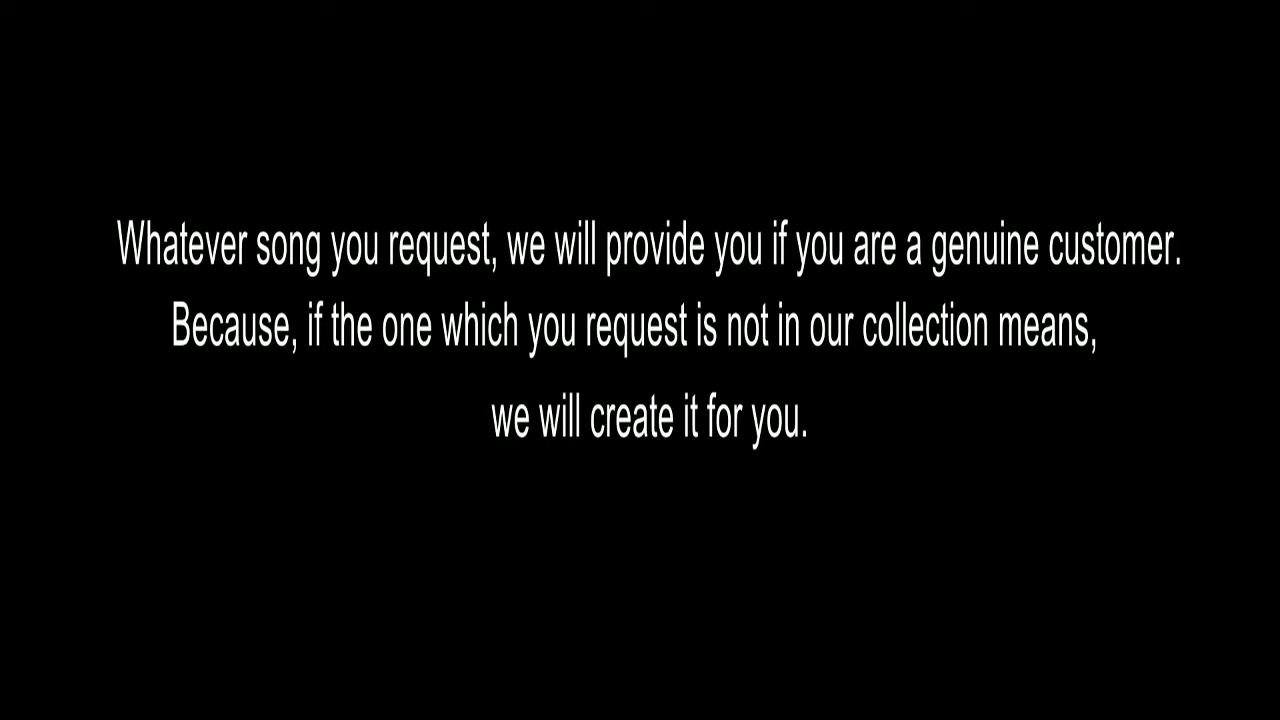 Whatever song you request, we will provide you if you are a genuine customer.
Because, if the one which you request is not in our collection means,
we will create it for you.